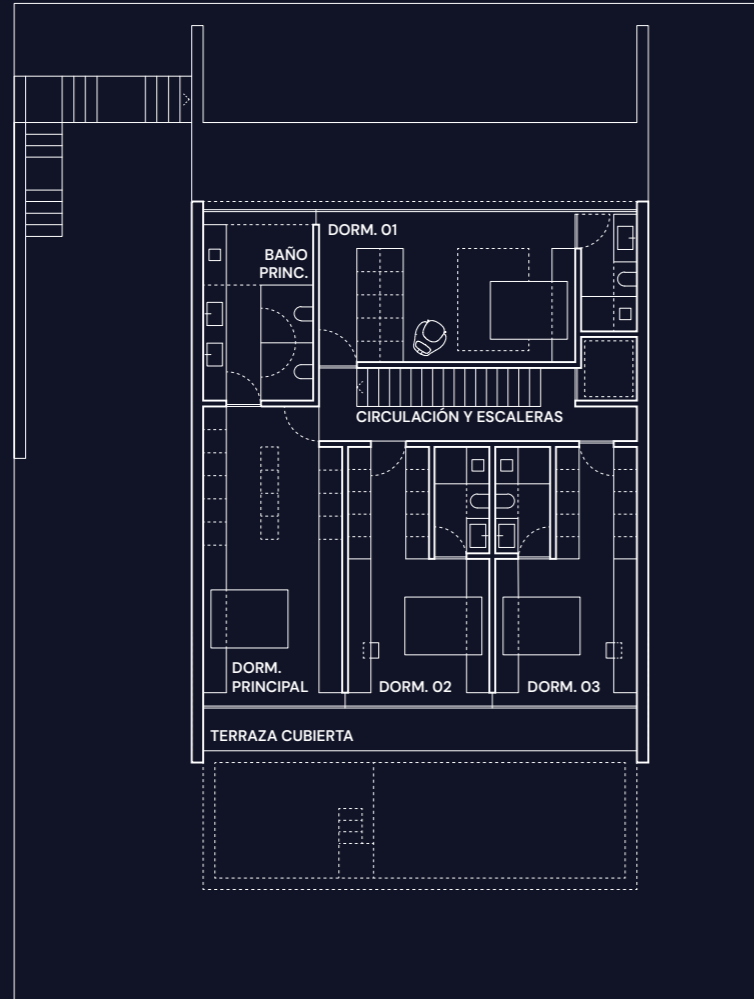 DORM. 01
BAÑO
PRINC.
CIRCULACIÓN Y ESCALERAS
DORM.
PRINCIPAL
DORM. 02
DORM. 03
TERRAZA CUBIERTA